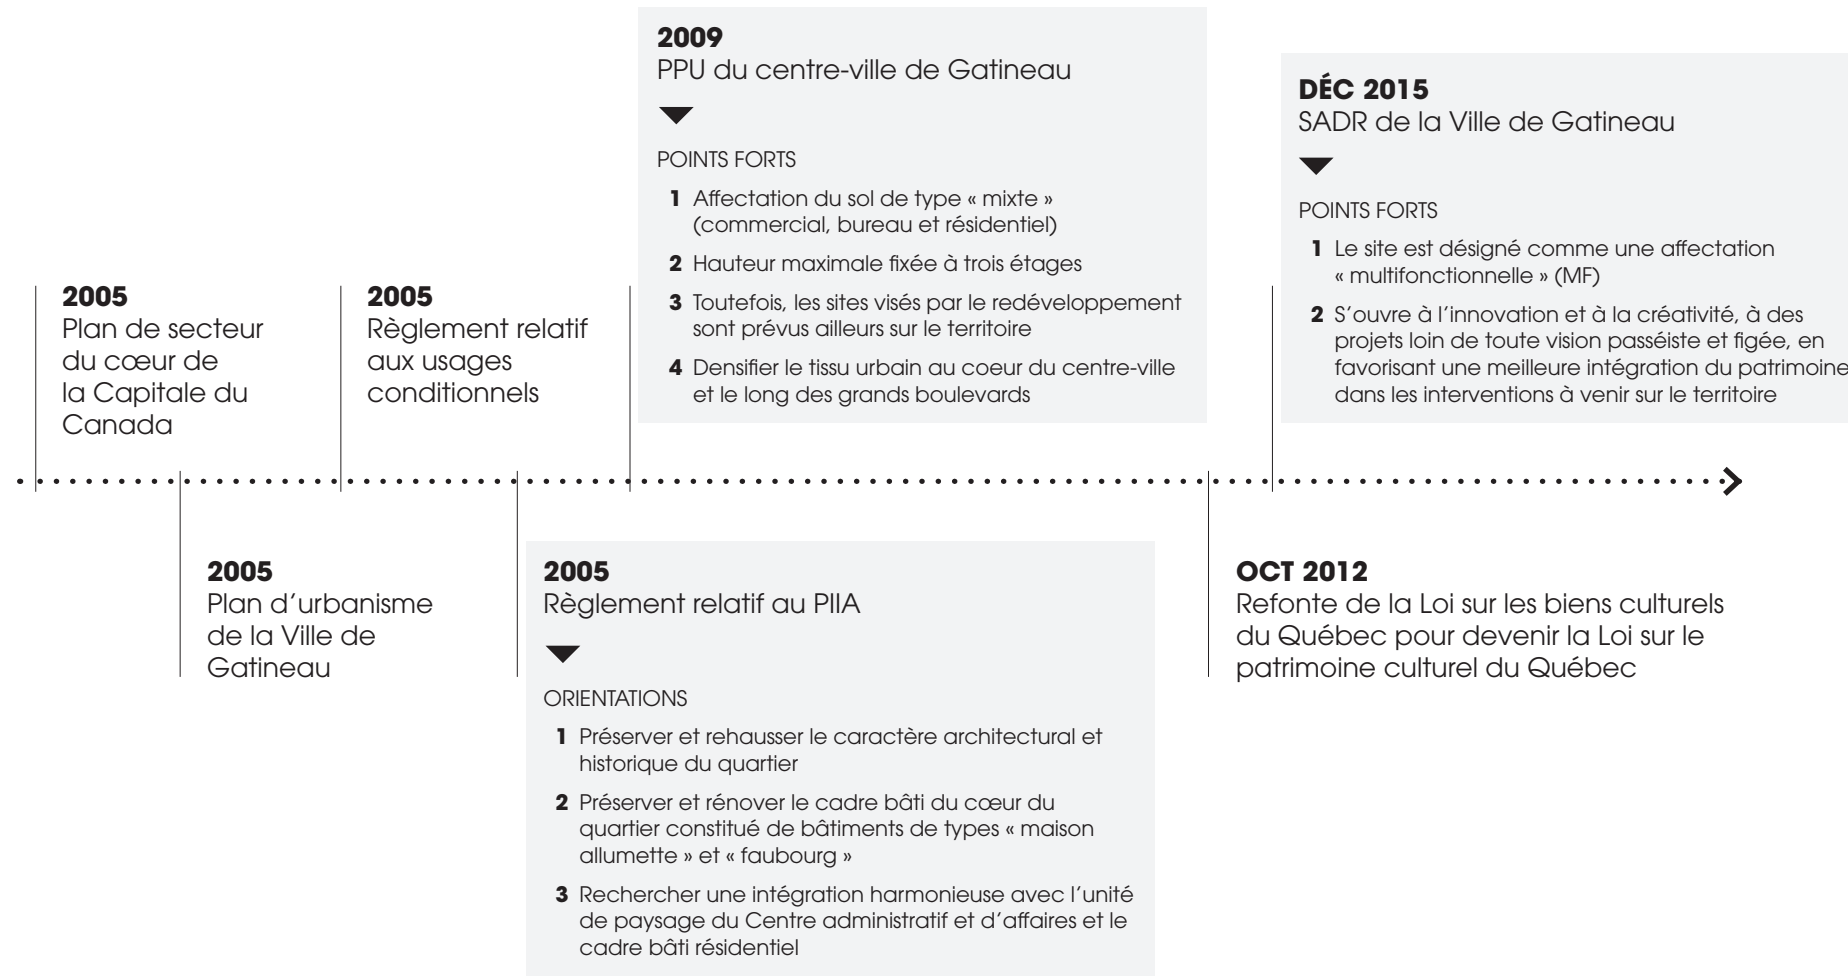 2005
Plan de secteur
du cœur de
la Capitale du
Canada
2005
Plan d’urbanisme
de la Ville de
Gatineau
2005
Règlement relatif
aux usages
conditionnels
2005
Règlement relatif au PIIA
ORIENTATIONS
1 Préserver et rehausser le caractère architectural et
historique du quartier
2 Préserver et rénover le cadre bâti du cœur du
quartier constitué de bâtiments de types « maison
allumette » et « faubourg »
3 Rechercher une intégration harmonieuse avec l’unité
de paysage du Centre administratif et d’affaires et le
cadre bâti résidentiel
2009
PPU du centre-ville de Gatineau
POINTS FORTS
1 Affectation du sol de type « mixte »
(commercial, bureau et résidentiel)
2 Hauteur maximale fixée à trois étages
3 Toutefois, les sites visés par le redéveloppement
sont prévus ailleurs sur le territoire
4 Densifier le tissu urbain au coeur du centre-ville
et le long des grands boulevards
OCT 2012
Refonte de la Loi sur les biens culturels
du Québec pour devenir la Loi sur le
patrimoine culturel du Québec
DÉC 2015
SADR de la Ville de Gatineau
POINTS FORTS
1 Le site est désigné comme une affectation
« multifonctionnelle » (MF)
2 S’ouvre à l’innovation et à la créativité, à des
projets loin de toute vision passéiste et figée, en
favorisant une meilleure intégration du patrimoine
dans les interventions à venir sur le territoire